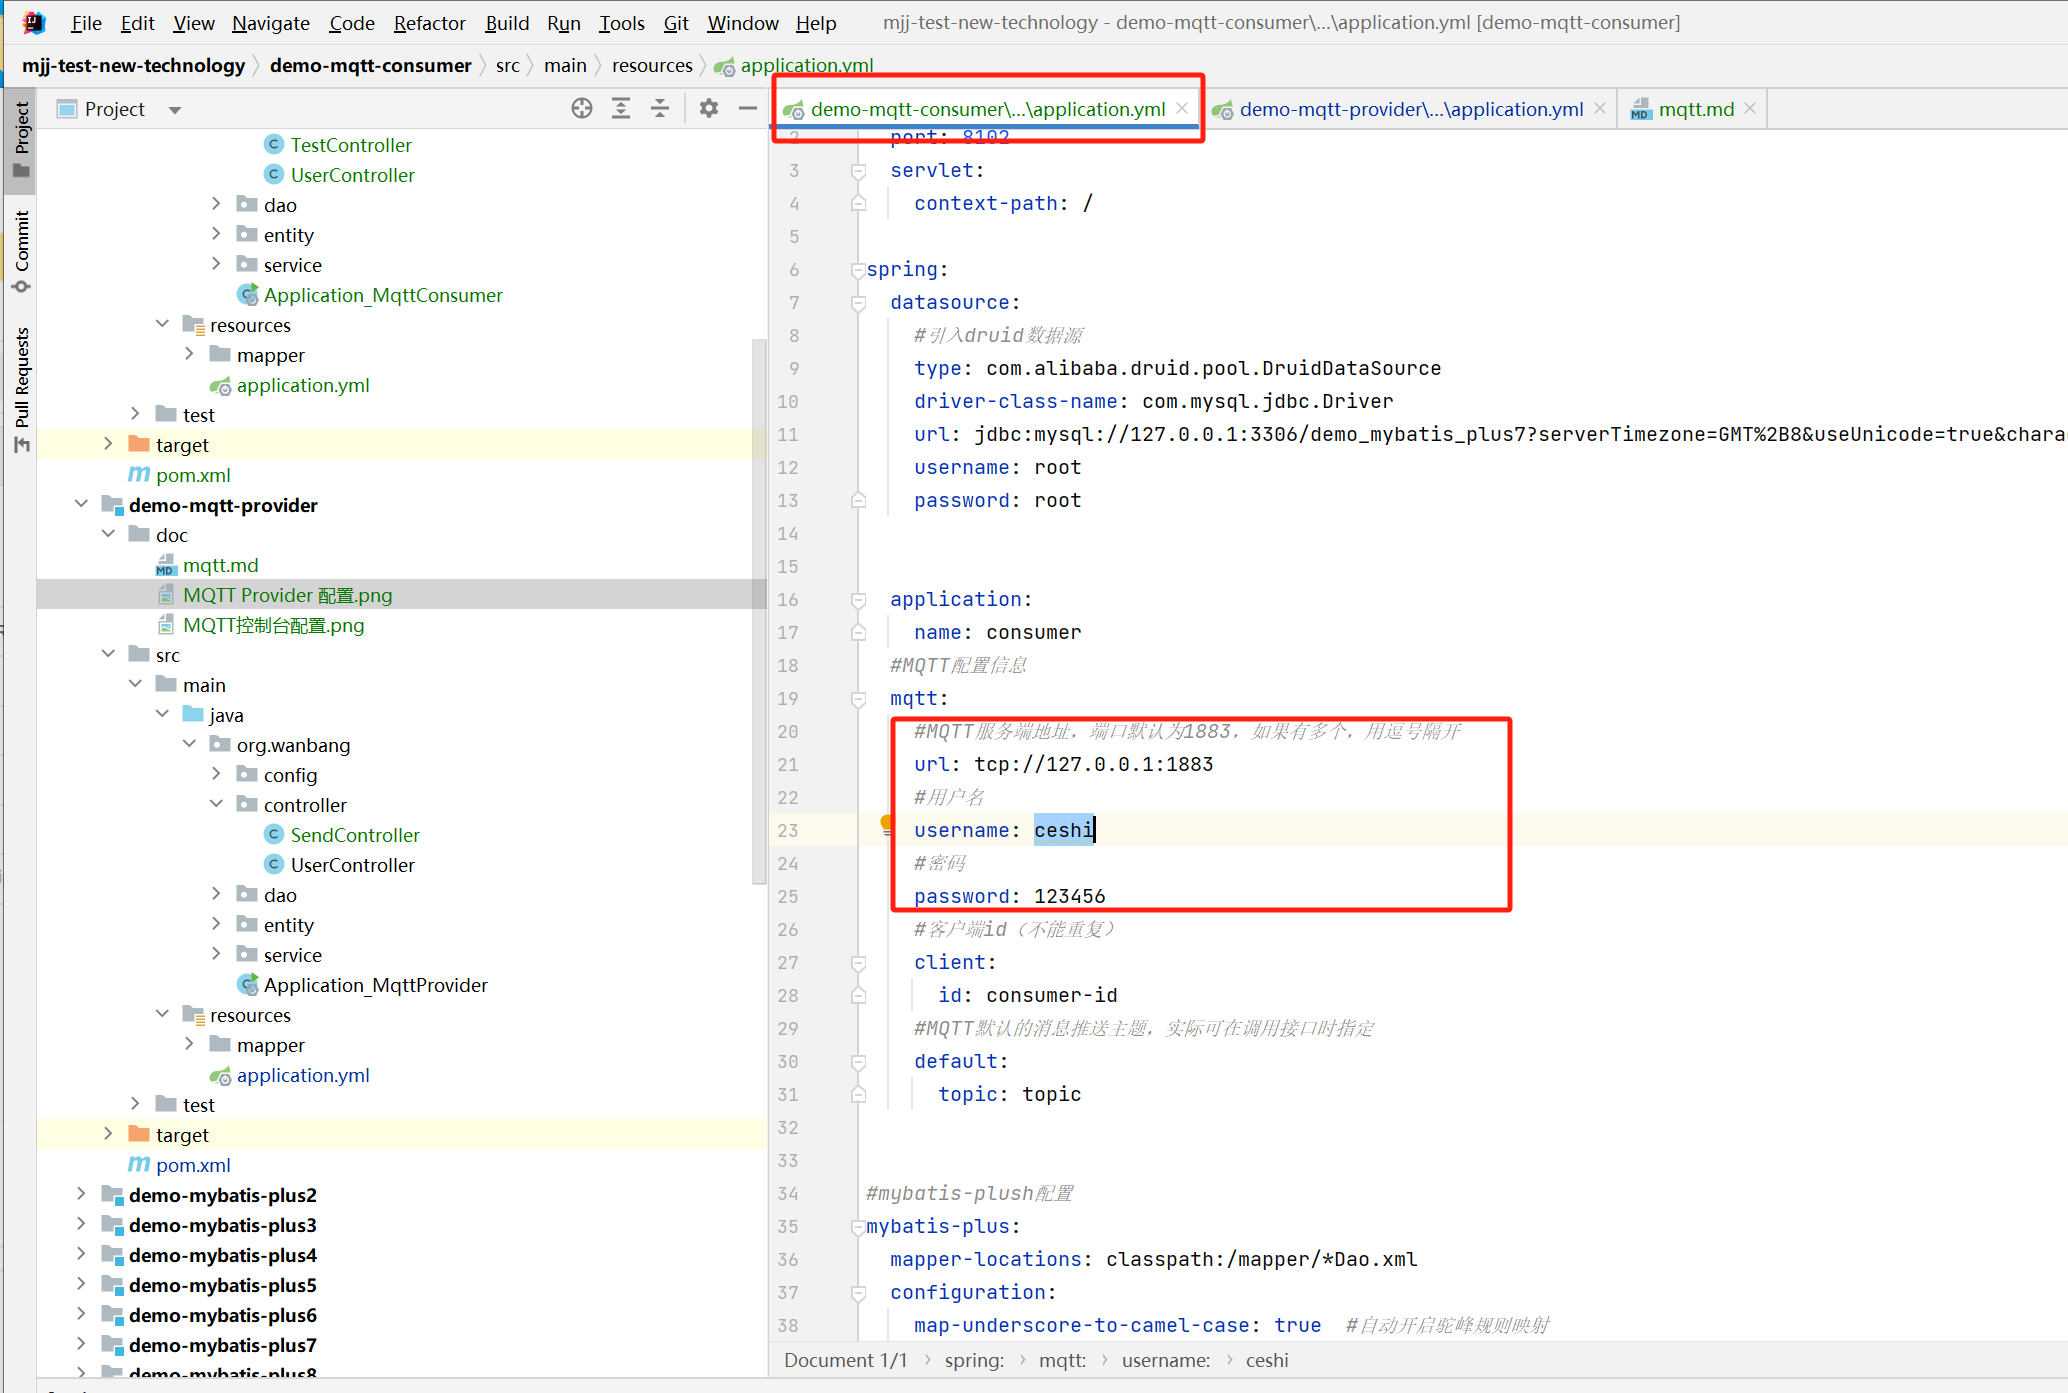 File Edit View Navigate Code Refactor Build Run Tools Git Window Help mjj-test-new-technology - demo-mqtt-consumer\...\application.yml [demo-mqtt-consumer]
mjj-test-new-technology demo-mqtt-consumer src main resources application.yml
Project
Commit
Pull Requests
Project
TestController
UserController
dao
entity
service
Application_MqttConsumer
resources
mapper
application.yml
test
target
pom.xml
demo-mqtt-provider
doc
mqtt.md
MQTT Provider 配置.png
MQTT控制台配置.png
src
main
java
org.wanbang
config
controller
SendController
UserController
dao
entity
service
Application_MqttProvider
resources
mapper
application.yml
test
target
pom.xml
demo-mybatis-plus2
demo-mybatis-plus3
demo-mybatis-plus4
demo-mybatis-plus5
demo-mybatis-plus6
demo-mybatis-plus7
demo-mybatis-plus8
demo-mqtt-consumer\...\application.yml demo-mqtt-provider\...\application.yml mqtt.md
2 port: 8102
3 servlet:
4 context-path: /
5
6 spring:
7 datasource:
8 #引入druid数据源
9 type: com.alibaba.druid.pool.DruidDataSource
10 driver-class-name: com.mysql.jdbc.Driver
11 url: jdbc:mysql://127.0.0.1:3306/demo_mybatis_plus7?serverTimezone=GMT%2B8&useUnicode=true&charac
12 username: root
13 password: root
14
15
16 application:
17 name: consumer
18 #MQTT配置信息
19 mqtt:
20 #MQTT服务端地址，端口默认为1883，如果有多个，用逗号隔开
21 url: tcp://127.0.0.1:1883
22 #用户名
23 username: ceshi
24 #密码
25 password: 123456
26 #客户端id（不能重复）
27 client:
28 id: consumer-id
29 #MQTT默认的消息推送主题，实际可在调用接口时指定
30 default:
31 topic: topic
32
33
34 #mybatis-plush配置
35 mybatis-plus:
36 mapper-locations: classpath:/mapper/*Dao.xml
37 configuration:
38 map-underscore-to-camel-case: true #自动开启驼峰规则映射
Document 1/1 spring: mqtt: username: ceshi